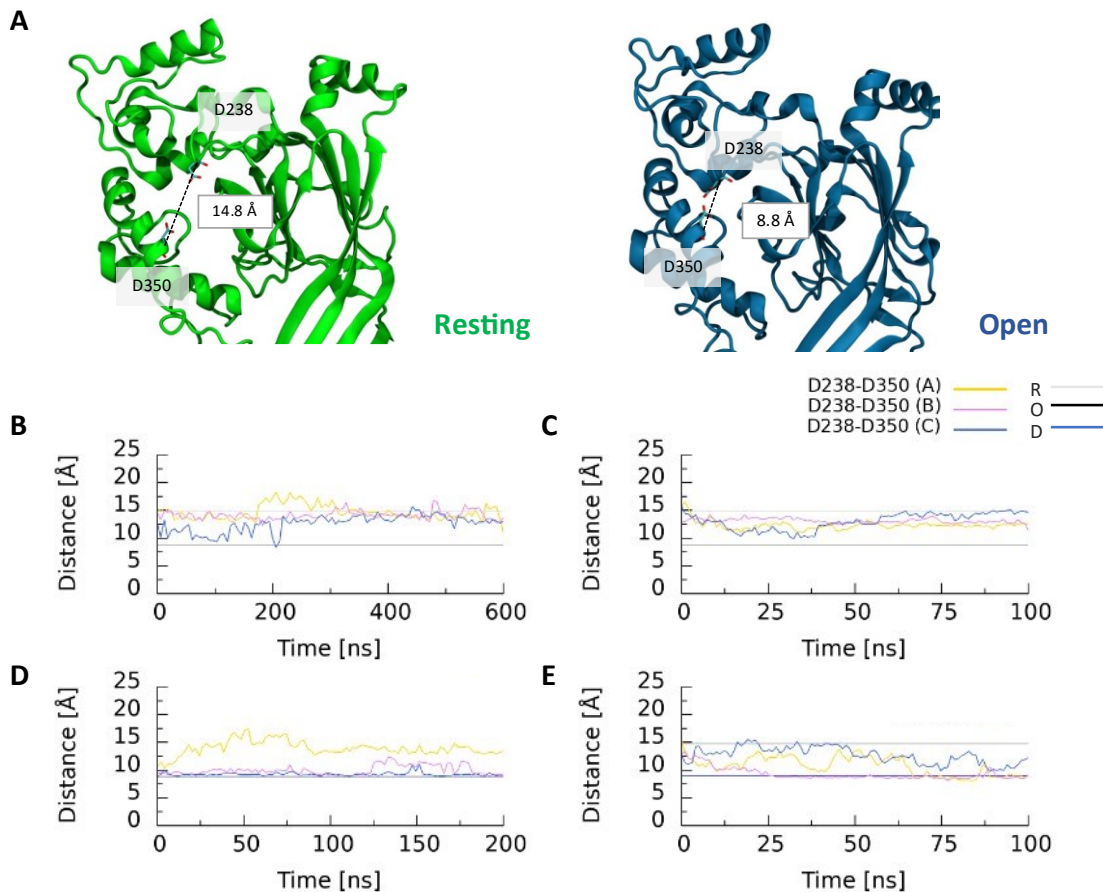 A
D238
14.8 Å
D350
Resting
D238
8.8 Å
D350
Open
D238-D350 (A)
D238-D350 (B)
D238-D350 (C)
R
O
D
B
Distance [Å]
25
20
15
10
5
0
0 200 400 600
Time [ns]
C
Distance [Å]
25
20
15
10
5
0
0 25 50 75 100
Time [ns]
D
Distance [Å]
25
20
15
10
5
0
0 50 100 150 200
Time [ns]
E
Distance [Å]
25
20
15
10
5
0
0 25 50 75 100
Time [ns]